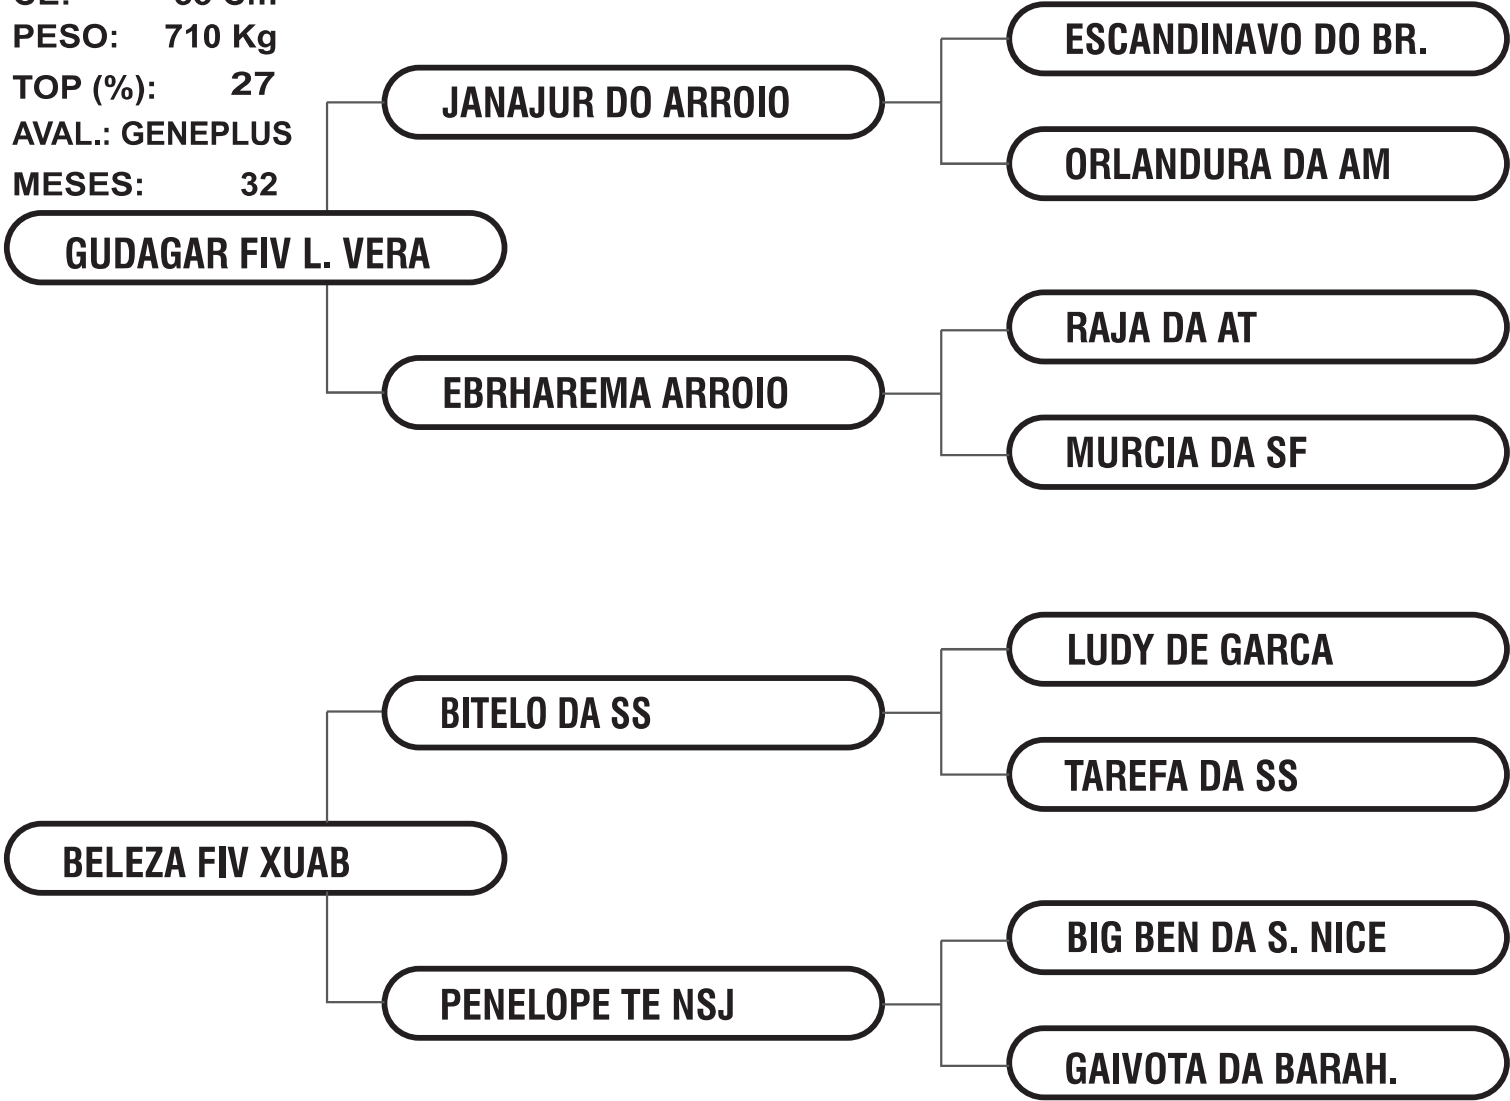 PESO: 710 Kg
TOP (%): 27
AVAL.: GENEPLUS
MESES: 32
GUDAGAR FIV L. VERA
JANAJUR DO ARROIO
ESCANDINAVO DO BR.
ORLANDURA DA AM
EBRHAREMA ARROIO
RAJA DA AT
MURCIA DA SF
BELEZA FIV XUAB
BITELO DA SS
LUDY DE GARCA
TAREFA DA SS
PENELOPE TE NSJ
BIG BEN DA S. NICE
GAIVOTA DA BARAH.